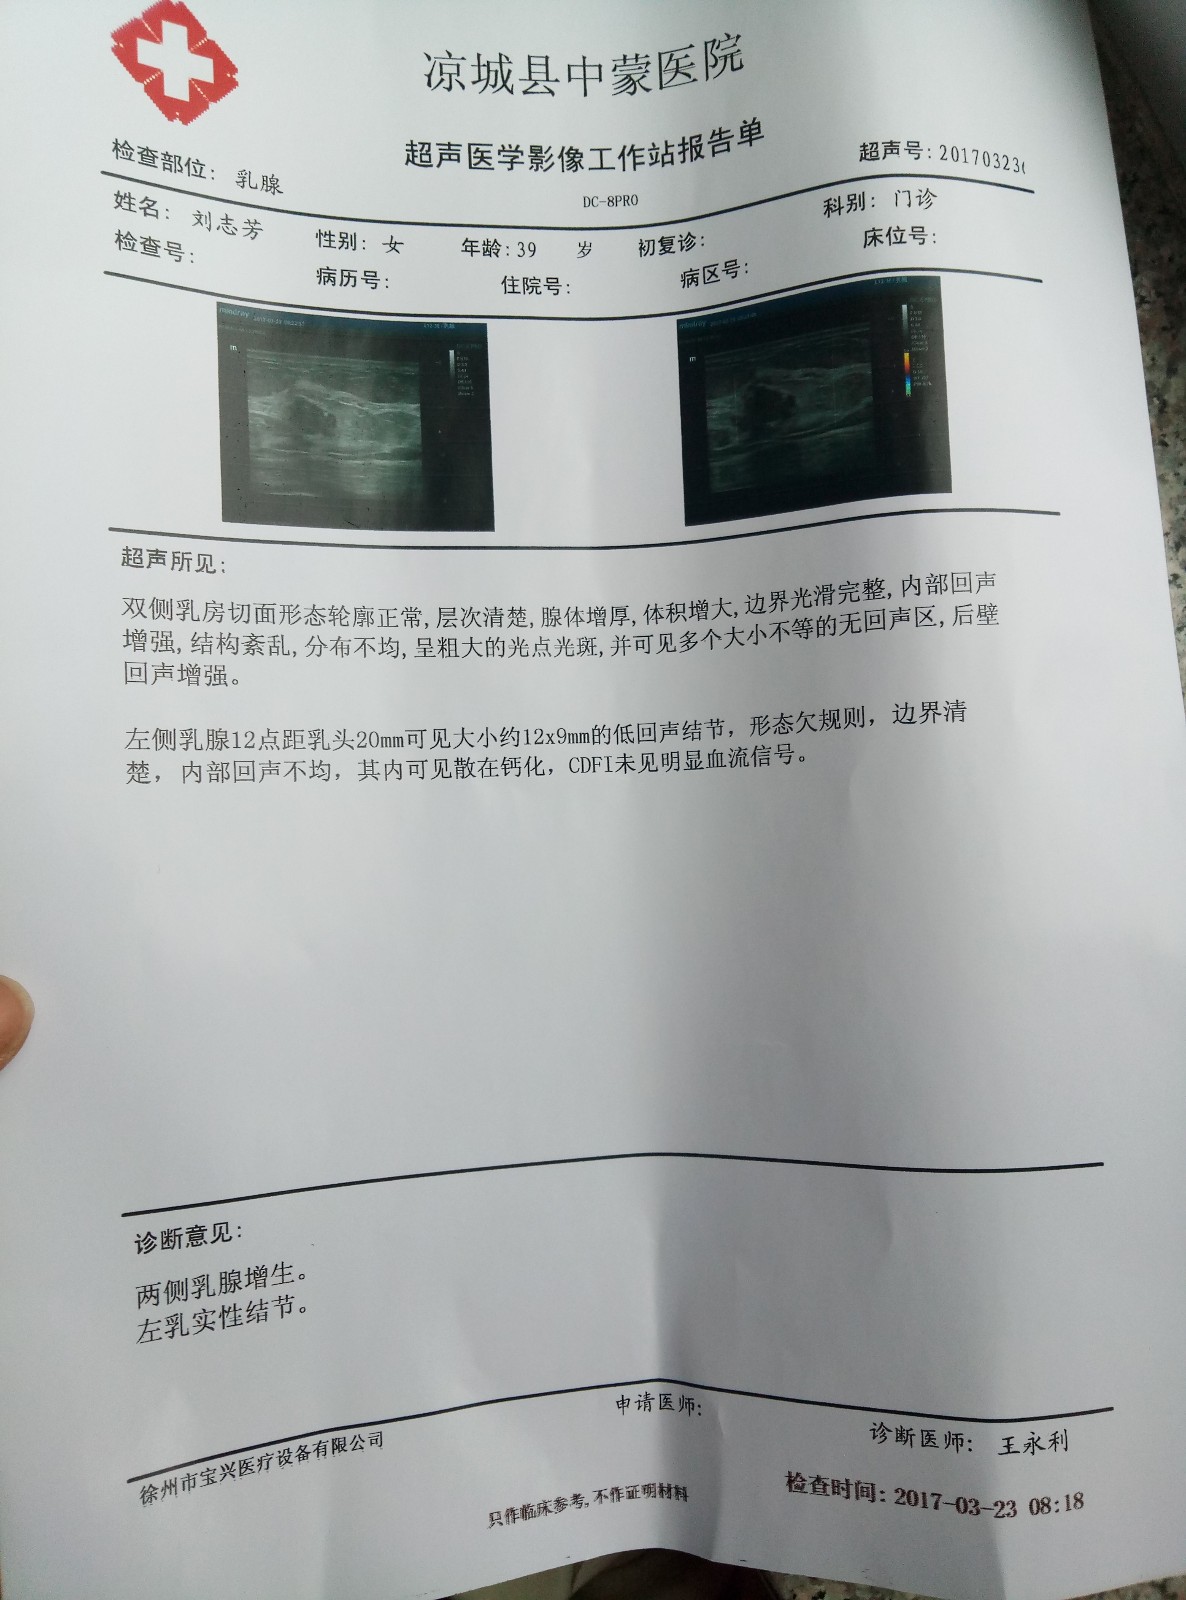 凉城县中蒙医院
超声医学影像工作站报告单
检查部位: 乳腺
超声号: 20170323
DC-8PRO
姓名: 刘志芳 性别: 女 年龄: 39 岁 初复诊: 科别: 门诊
检查号: 病历号: 住院号: 病区号: 床位号:
mindray
mindray
超声所见:
双侧乳房切面形态轮廓正常,层次清楚,腺体增厚,体积增大,边界光滑完整,内部回声
增强,结构紊乱,分布不均,呈粗大的光点光斑,并可见多个大小不等的无回声区,后壁
回声增强。
左侧乳腺12点距乳头20mm可见大小约12x9mm的低回声结节，形态欠规则，边界清
楚，内部回声不均，其内可见散在钙化，CDFI未见明显血流信号。
诊断意见:
两侧乳腺增生。
左乳实性结节。
申请医师:
诊断医师: 王永利
徐州市宝兴医疗设备有限公司
只作临床参考,不作证明材料
检查时间: 2017-03-23 08:18